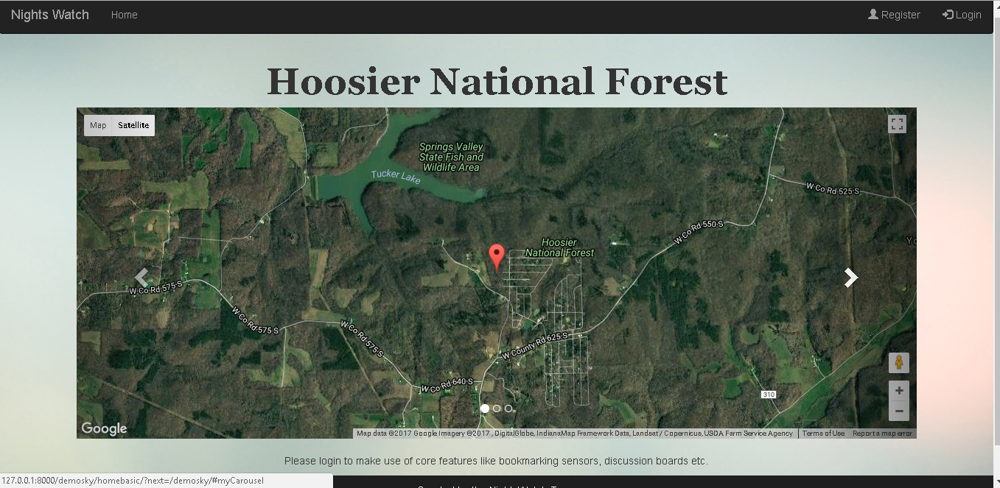 Nights Watch Home Register Login
Hoosier National Forest
Map Satellite
Springs Valley
State Fish and
Wildlife Area
Tucker Lake
W Co Rd 525 S
W Co Rd 550 S
Hoosier
National Forest
W Co Rd 575 S
W Co Rd 575 S
W Co Rd 575 S
W County Rd 625 S
W Co Rd 640 S
310
Google
Map data ©2017 Google Imagery ©2017 , DigitalGlobe, IndianaMap Framework Data, Landsat / Copernicus, USDA Farm Service Agency Terms of Use Report a map error
Please login to make use of core features like bookmarking sensors, discussion boards etc.
127.0.0.1:8000/demosky/homebasic/?next=/demosky/#myCarousel